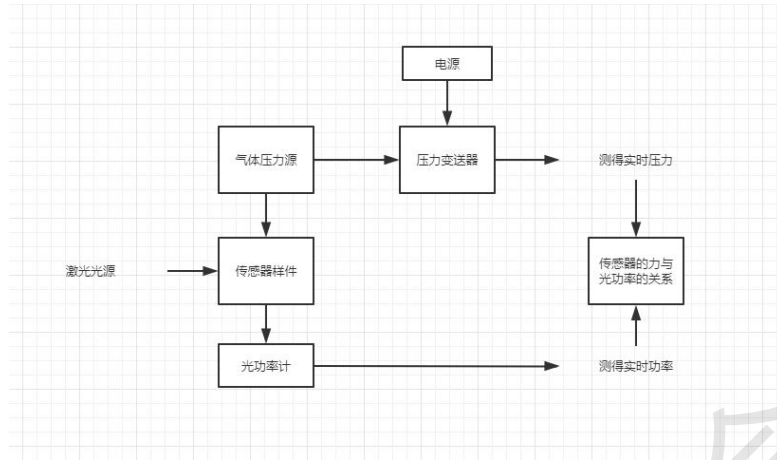 电源
气体压力源
压力变送器
测得实时压力
激光光源
传感器样件
传感器的力与
光功率的关系
光功率计
测得实时功率